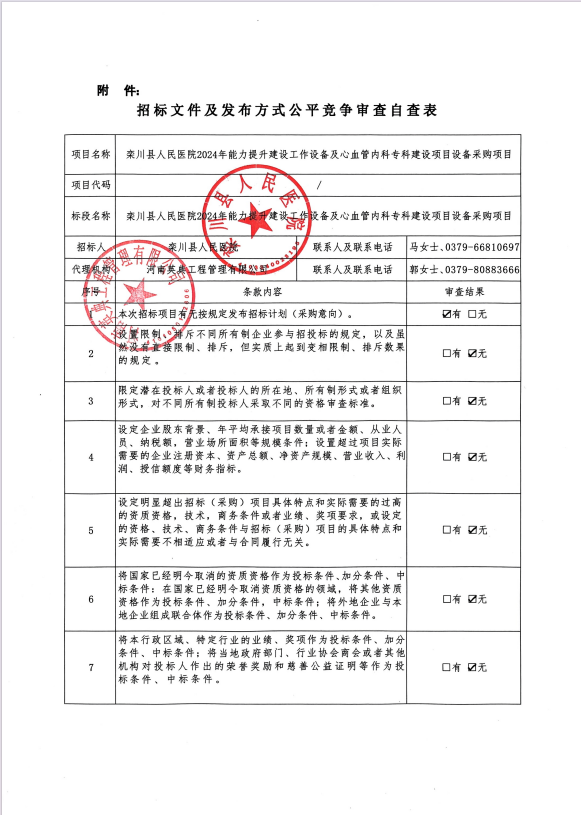 附 件:
招标文件及发布方式公平竞争审查自查表
项目名称 栾川县人民医院2024年能力提升建设工作设备及心血管内科专科建设项目设备采购项目
项目代码 /
标段名称 栾川县人民医院2024年能力提升建设工作设备及心血管内科专科建设项目设备采购项目
招标人 栾川县人民医院 联系人及联系电话 马女士、0379-66810697
代理机构 河南英典工程管理有限公司 联系人及联系电话 郭女士、0379-80883666
序号 条款内容 审查结果
1 本次招标项目有无按规定发布招标计划（采购意向）。 ☑有 □无
2 设置限制、排斥不同所有制企业参与招投标的规定，以及虽
然没有直接限制、排斥，但实质上起到变相限制、排斥数果
的规定。 □有 ☑无
3 限定潜在投标人或者投标人的所在地、所有制形式或者组织
形式，对不同所有制投标人采取不同的资格审查标准。 □有 ☑无
4 设定企业股东背景、年平均承接项目数量或者金额、从业人
员、纳税额，营业场所面积等规模条件；设置超过项目实际
需要的企业注册资本、资产总额、净资产规模、营业收入、利
润、授信额度等财务指标。 □有 ☑无
5 设定明显超出招标（采购）项目具体特点和实际需要的过高
的资质资格，技术，商务条件或者业绩、奖项要求，或设定
的资格、技术、商务条件与招标（采购）项目的具体特点和
实际需要不相适应或者与合同履行无关。 □有 ☑无
6 将国家已经明令取消的资质资格作为投标条件、加分条件、中
标条件；在国家已经明令取消资质资格的领域，将其他资质
资格作为投标条件、加分条件，中标条件；将外地企业与本
地企业组成联合体作为投标条件、加分条件、中标条件。 □有 ☑无
7 将本行政区域、特定行业的业绩、奖项作为投标条件、加分
条件、中标条件；将当地政府部门、行业协会商会或者其他
机构对投标人作出的荣誉奖励和慈善公益证明等作为投
标条件、中标条件。 □有 ☑无
栾川县人民医院